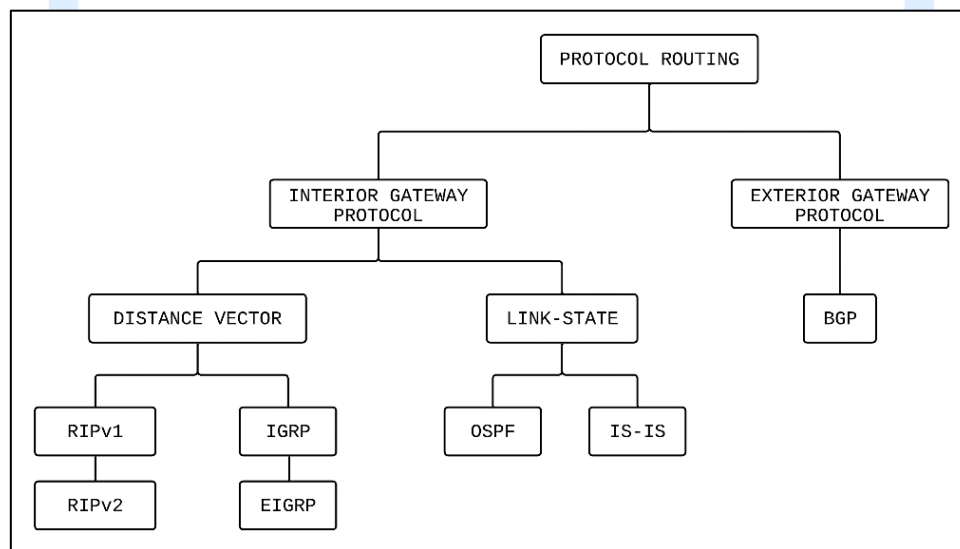 PROTOCOL ROUTING
INTERIOR GATEWAY
PROTOCOL
EXTERIOR GATEWAY
PROTOCOL
DISTANCE VECTOR
LINK-STATE
BGP
RIPv1
IGRP
OSPF
IS-IS
RIPv2
EIGRP